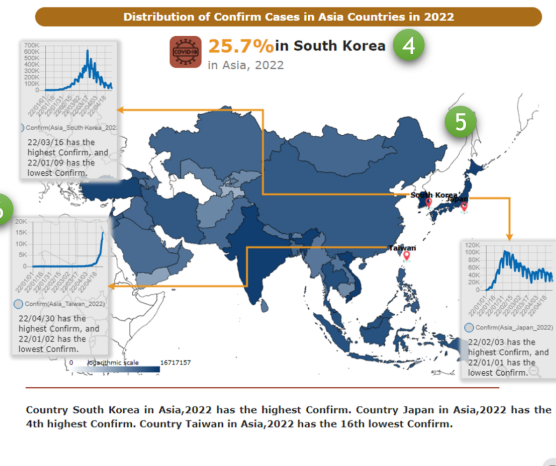 Distribution of Confirm Cases in Asia Countries in 2022
25.7% in South Korea
in Asia, 2022
4
COVID-19
700K
600K
500K
400K
300K
200K
100K
0
Confirm(Asia_South Korea_202
22/03/16 has the
highest Confirm, and
22/01/09 has the
lowest Confirm.
5
South Korea
Japan
Taiwan
20K
15K
10K
5K
0
Confirm(Asia_Taiwan_2022)
22/04/30 has the
highest Confirm, and
22/01/02 has the
lowest Confirm.
120K
100K
80K
60K
40K
20K
0
Confirm(Asia_Japan_2022)
22/02/03 has the
highest Confirm, and
22/01/01 has the
lowest Confirm.
0 logarithmic scale 16717157
Country South Korea in Asia,2022 has the highest Confirm. Country Japan in Asia,2022 has the
4th highest Confirm. Country Taiwan in Asia,2022 has the 16th lowest Confirm.